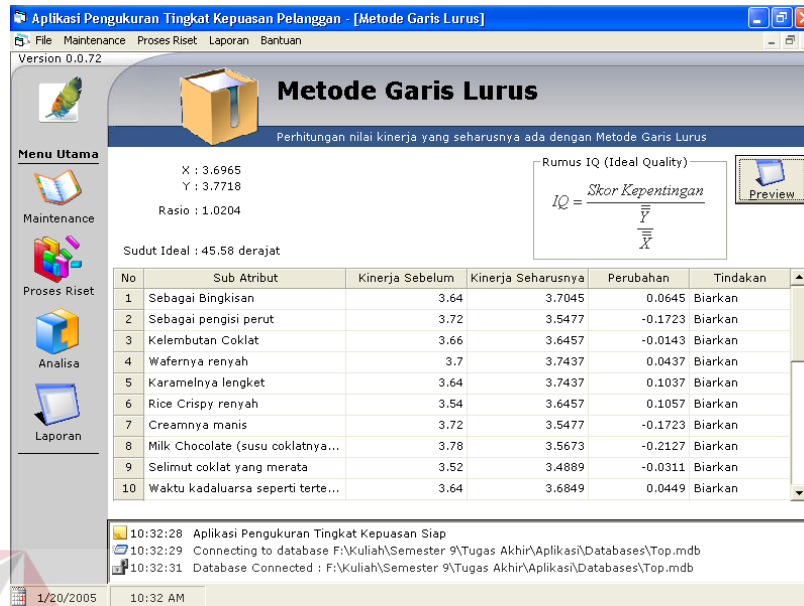 Aplikasi Pengukuran Tingkat Kepuasan Pelanggan - [Metode Garis Lurus]
File Maintenance Proses Riset Laporan Bantuan
Version 0.0.72
Metode Garis Lurus
Perhitungan nilai kinerja yang seharusnya ada dengan Metode Garis Lurus
Menu Utama
Maintenance
Proses Riset
Analisa
Laporan
X : 3.6965
Y : 3.7718
Rasio : 1.0204
Sudut Ideal : 45.58 derajat
Rumus IQ (Ideal Quality)
IQ = Skor Kepentingan
Y
X
Preview
No Sub Atribut Kinerja Sebelum Kinerja Seharusnya Perubahan Tindakan
1 Sebagai Bingkisan 3.64 3.7045 0.0645 Biarkan
2 Sebagai pengisi perut 3.72 3.5477 -0.1723 Biarkan
3 Kelembutan Coklat 3.66 3.6457 -0.0143 Biarkan
4 Wafernya renyah 3.7 3.7437 0.0437 Biarkan
5 Karamelnya lengket 3.64 3.7437 0.1037 Biarkan
6 Rice Crispy renyah 3.54 3.6457 0.1057 Biarkan
7 Creamnya manis 3.72 3.5477 -0.1723 Biarkan
8 Milk Chocolate (susu coklatnya... 3.78 3.5673 -0.2127 Biarkan
9 Selimut coklat yang merata 3.52 3.4889 -0.0311 Biarkan
10 Waktu kadaluarsa seperti terte... 3.64 3.6849 0.0449 Biarkan
10:32:28 Aplikasi Pengukuran Tingkat Kepuasan Siap
10:32:29 Connecting to database F:\Kuliah\Semester 9\Tugas Akhir\Aplikasi\Databases\Top.mdb
10:32:31 Database Connected : F:\Kuliah\Semester 9\Tugas Akhir\Aplikasi\Databases\Top.mdb
1/20/2005 10:32 AM